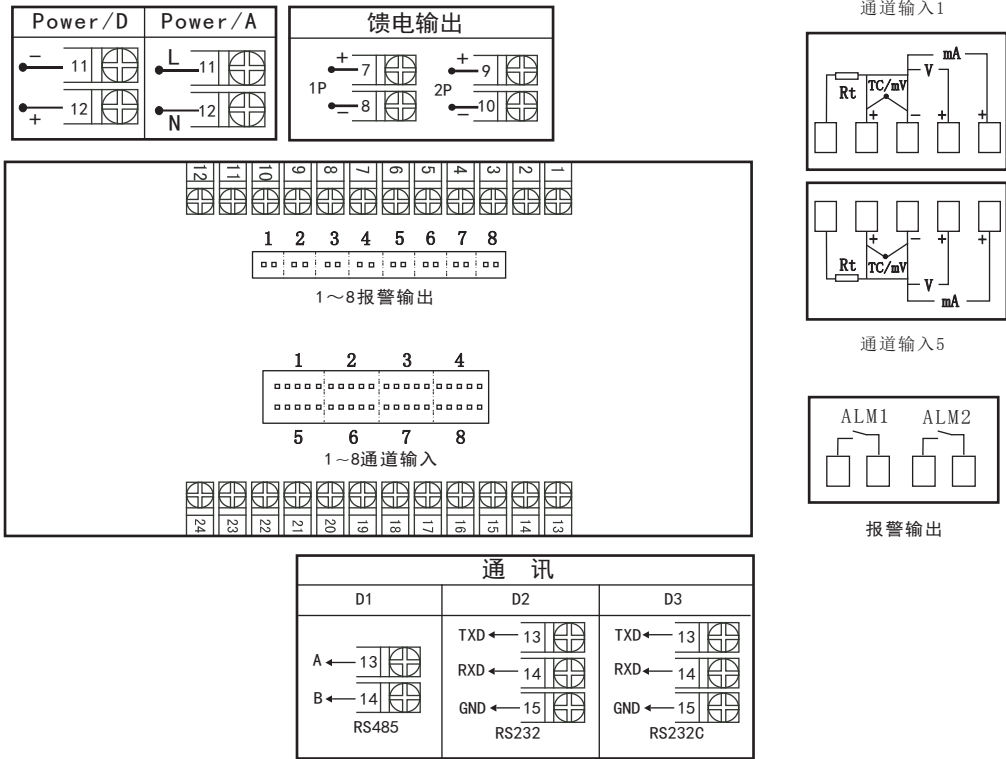 Power/D
Power/A
馈电输出
通道输入1
− 11
+ 12
L 11
N 12
1P
+ 7
− 8
2P
+ 9
− 10
mA
V
Rt
TC/mV
+ − + +
12 11 10 9 8 7 6 5 4 3 2 1
1 2 3 4 5 6 7 8
1～8报警输出
+ − + +
Rt
TC/mV
V
mA
通道输入5
1 2 3 4
5 6 7 8
1~8通道输入
ALM1 ALM2
报警输出
24 23 22 21 20 19 18 17 16 15 14 13
通 讯
D1 D2 D3
A 13
B 14
RS485
TXD 13
RXD 14
GND 15
RS232
TXD 13
RXD 14
GND 15
RS232C